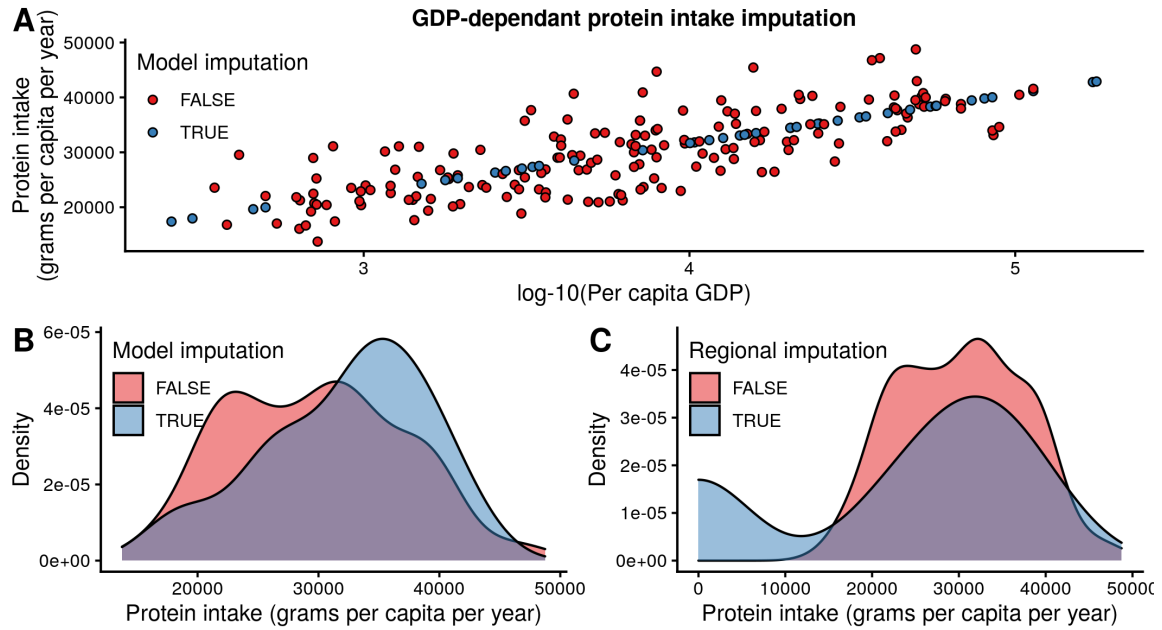 A
GDP-dependant protein intake imputation
Protein intake
(grams per capita per year)
50000
40000
30000
20000
Model imputation
FALSE
TRUE
3
4
5
log-10(Per capita GDP)
B
Density
6e-05
4e-05
2e-05
0e+00
Model imputation
FALSE
TRUE
20000
30000
40000
50000
Protein intake (grams per capita per year)
C
Density
4e-05
3e-05
2e-05
1e-05
0e+00
Regional imputation
FALSE
TRUE
0
10000
20000
30000
40000
50000
Protein intake (grams per capita per year)